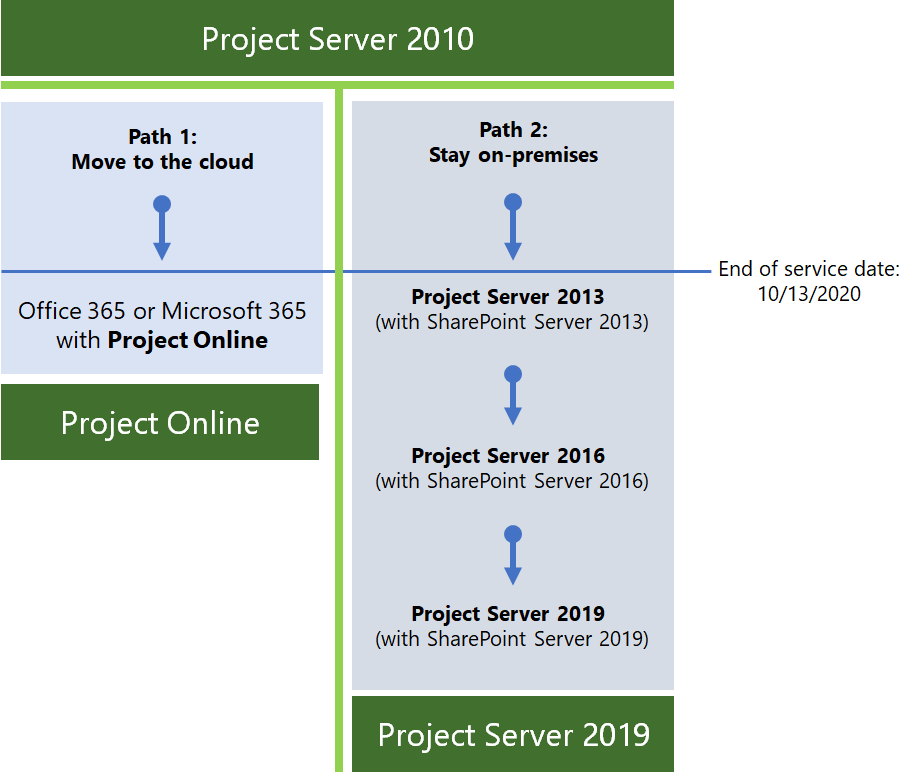 Project Server 2010
Path 1:
Move to the cloud
Office 365 or Microsoft 365
with Project Online
Project Online
Path 2:
Stay on-premises
End of service date:
10/13/2020
Project Server 2013
(with SharePoint Server 2013)
Project Server 2016
(with SharePoint Server 2016)
Project Server 2019
(with SharePoint Server 2019)
Project Server 2019